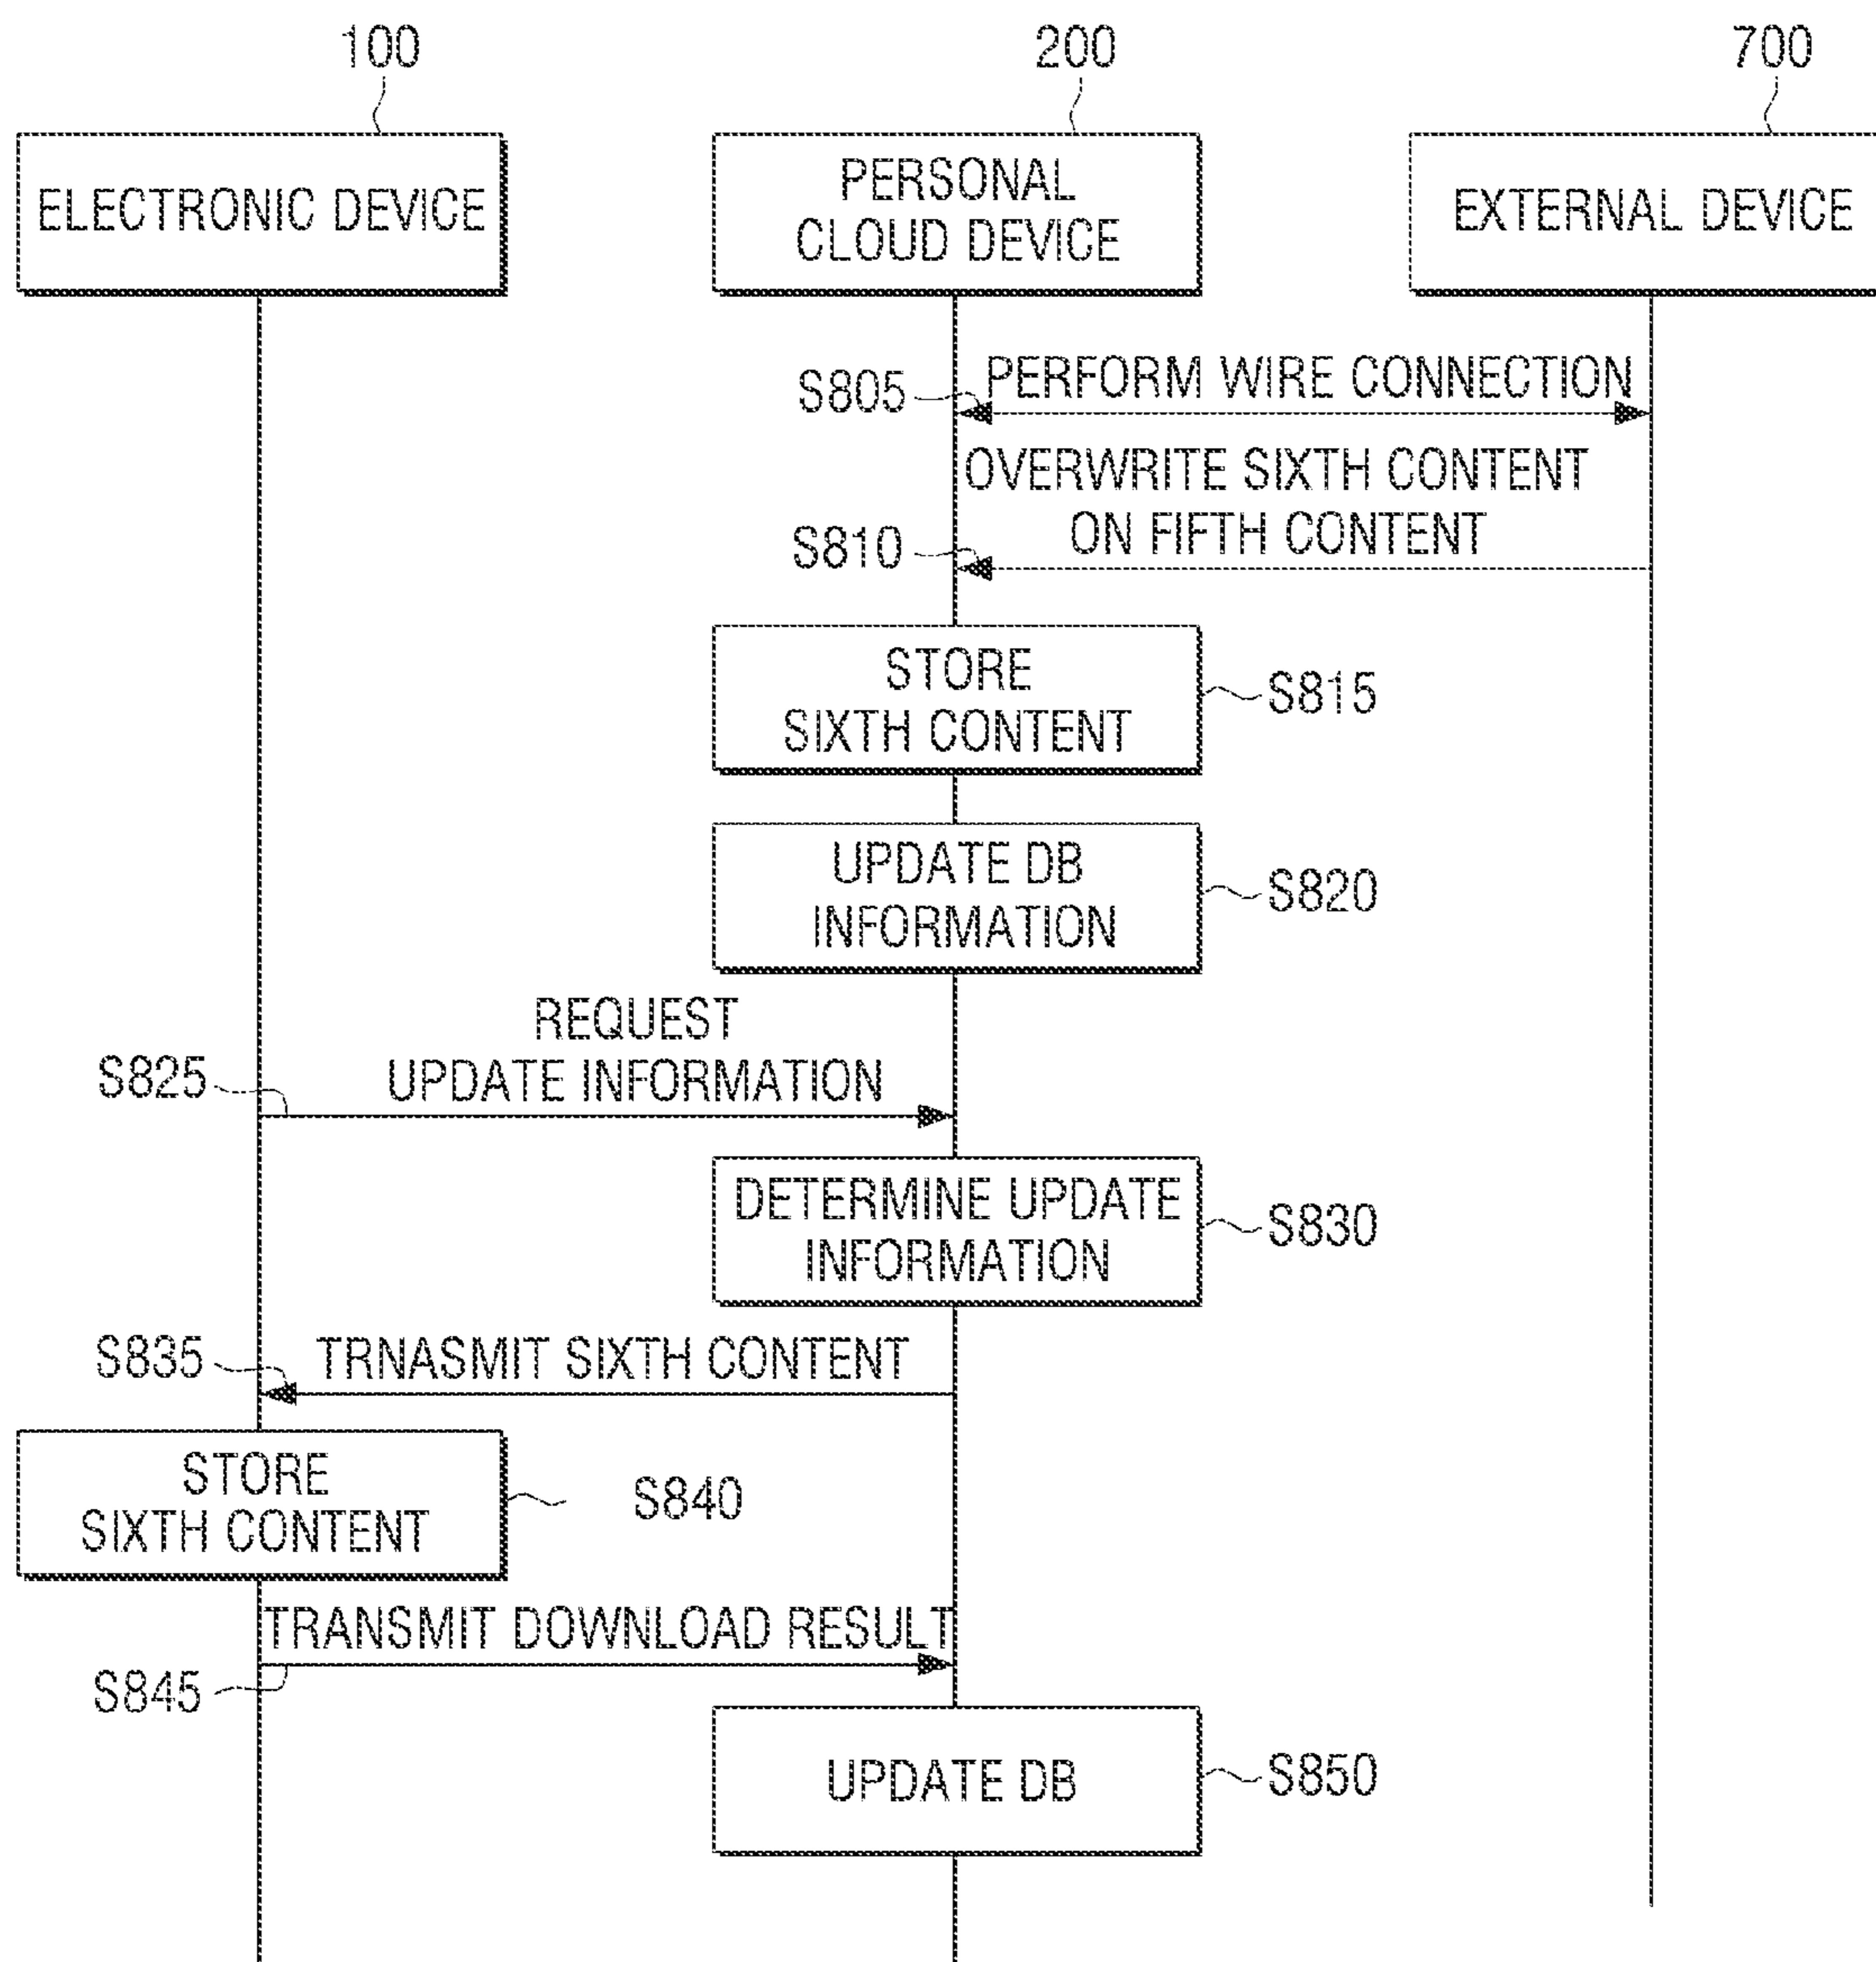 100
200
700
ELECTRONIC DEVICE
PERSONAL
CLOUD DEVICE
EXTERNAL DEVICE
S805
PERFORM WIRE CONNECTION
OVERWRITE SIXTH CONTENT
ON FIFTH CONTENT
S810
STORE
SIXTH CONTENT
S815
UPDATE DB
INFORMATION
S820
REQUEST
UPDATE INFORMATION
S825
DETERMINE UPDATE
INFORMATION
S830
S835
TRNASMIT SIXTH CONTENT
STORE
SIXTH CONTENT
S840
TRANSMIT DOWNLOAD RESULT
S845
UPDATE DB
S850